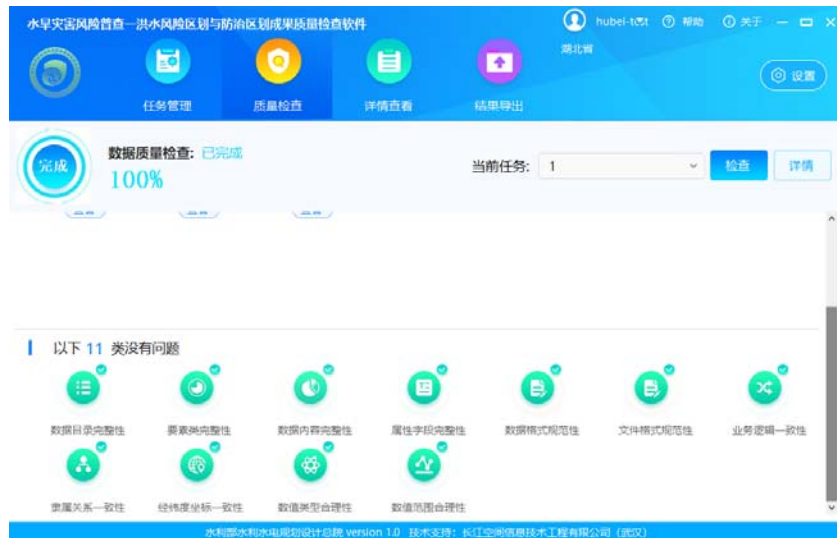 水旱灾害风险普查—洪水风险区划与防治区划成果质量检查软件
hubei-test 帮助 关于
湖北省
设置
任务管理 质量检查 详情查看 结果导出
完成
数据质量检查: 已完成
100%
当前任务: 1 检查 详情
以下 11 类没有问题
数据目录完整性 要素类完整性 数据内容完整性 属性字段完整性 数据格式规范性 文件格式规范性 业务逻辑一致性
隶属关系一致性 经纬度坐标一致性 数值类型合理性 数值范围合理性
水利部水利水电规划设计总院 version 1.0 技术支持: 长江空间信息技术工程有限公司 (武汉)